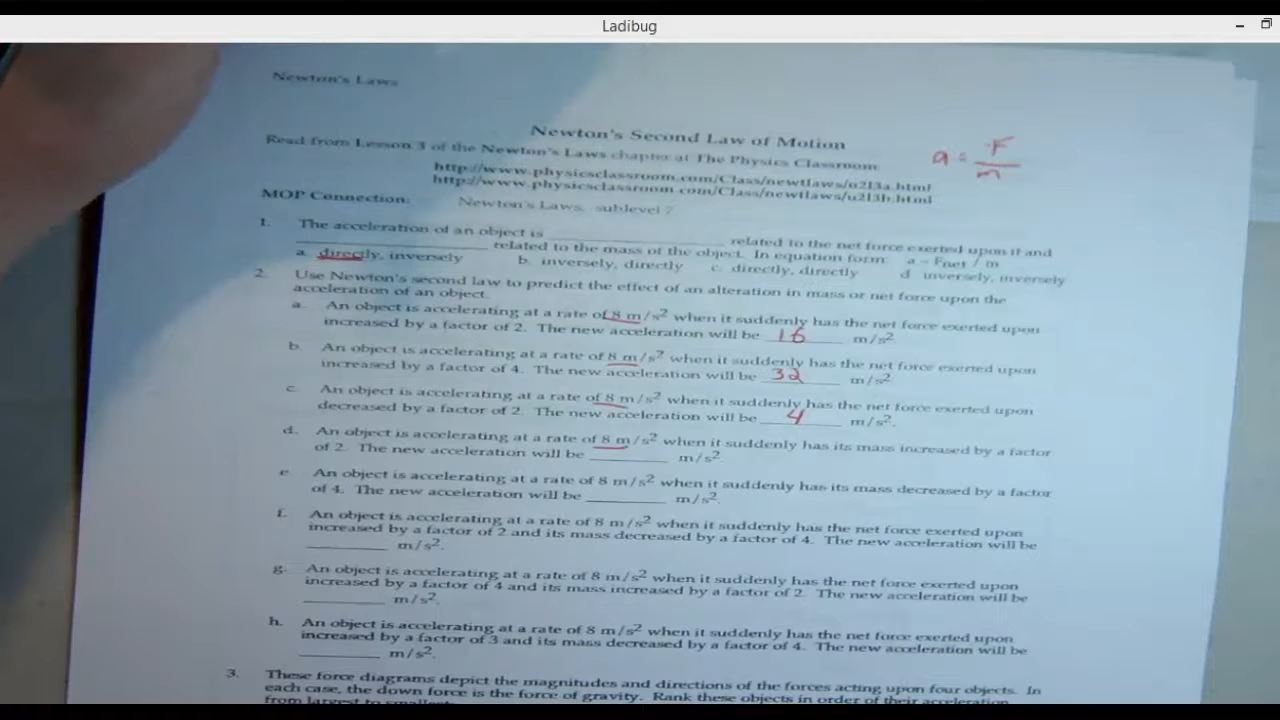 Ladibug
Newton's Laws
Newton's Second Law of Motion
a = F / m
Read from Lesson 3 of the Newton's Laws chapter at The Physics Classroom
http://www.physicsclassroom.com/Class/newtlaws/u2l3a.html
http://www.physicsclassroom.com/Class/newtlaws/u2l3b.html
MOP Connection: Newton's Laws, sublevel 7
1. The acceleration of an object is ____________ related to the net force exerted upon it and
____________ related to the mass of the object. In equation form: a = Fnet / m
a. directly, inversely b. inversely, directly c. directly, directly d. inversely, inversely
2. Use Newton's second law to predict the effect of an alteration in mass or net force upon the
acceleration of an object.
a. An object is accelerating at a rate of 8 m/s2 when it suddenly has the net force exerted upon
increased by a factor of 2. The new acceleration will be 16 m/s2
b. An object is accelerating at a rate of 8 m/s2 when it suddenly has the net force exerted upon
increased by a factor of 4. The new acceleration will be 32 m/s2.
c. An object is accelerating at a rate of 8 m/s2 when it suddenly has the net force exerted upon
decreased by a factor of 2. The new acceleration will be 4 m/s2.
d. An object is accelerating at a rate of 8 m/s2 when it suddenly has its mass increased by a factor
of 2. The new acceleration will be ________ m/s2
e. An object is accelerating at a rate of 8 m/s2 when it suddenly has its mass decreased by a factor
of 4. The new acceleration will be ________ m/s2.
f. An object is accelerating at a rate of 8 m/s2 when it suddenly has the net force exerted upon
increased by a factor of 2 and its mass decreased by a factor of 4. The new acceleration will be
________ m/s2.
g. An object is accelerating at a rate of 8 m/s2 when it suddenly has the net force exerted upon
increased by a factor of 4 and its mass increased by a factor of 2. The new acceleration will be
________ m/s2.
h. An object is accelerating at a rate of 8 m/s2 when it suddenly has the net force exerted upon
increased by a factor of 3 and its mass decreased by a factor of 4. The new acceleration will be
________ m/s2.
3. These force diagrams depict the magnitudes and directions of the forces acting upon four objects. In
each case, the down force is the force of gravity. Rank these objects in order of their acceleration,
from largest to smallest: